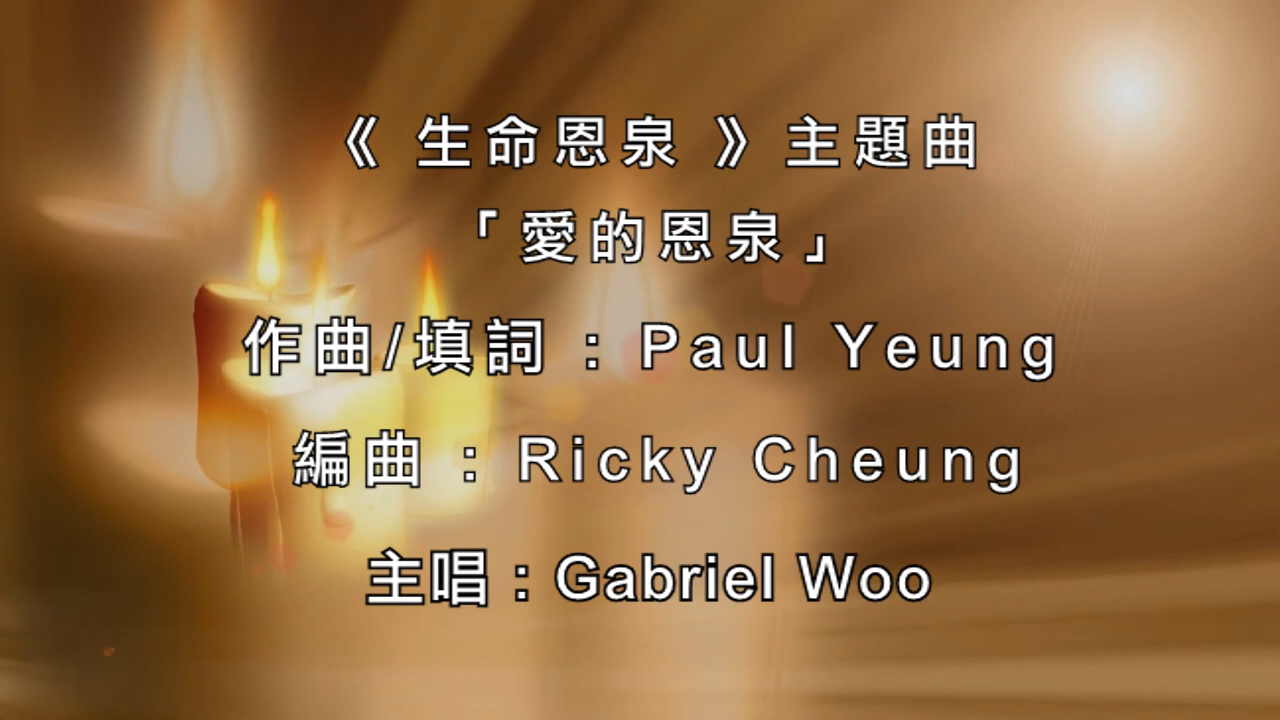 《 生命恩泉 》主題曲
「愛的恩泉」
作曲/填詞 : Paul Yeung
編曲 : Ricky Cheung
主唱 : Gabriel Woo